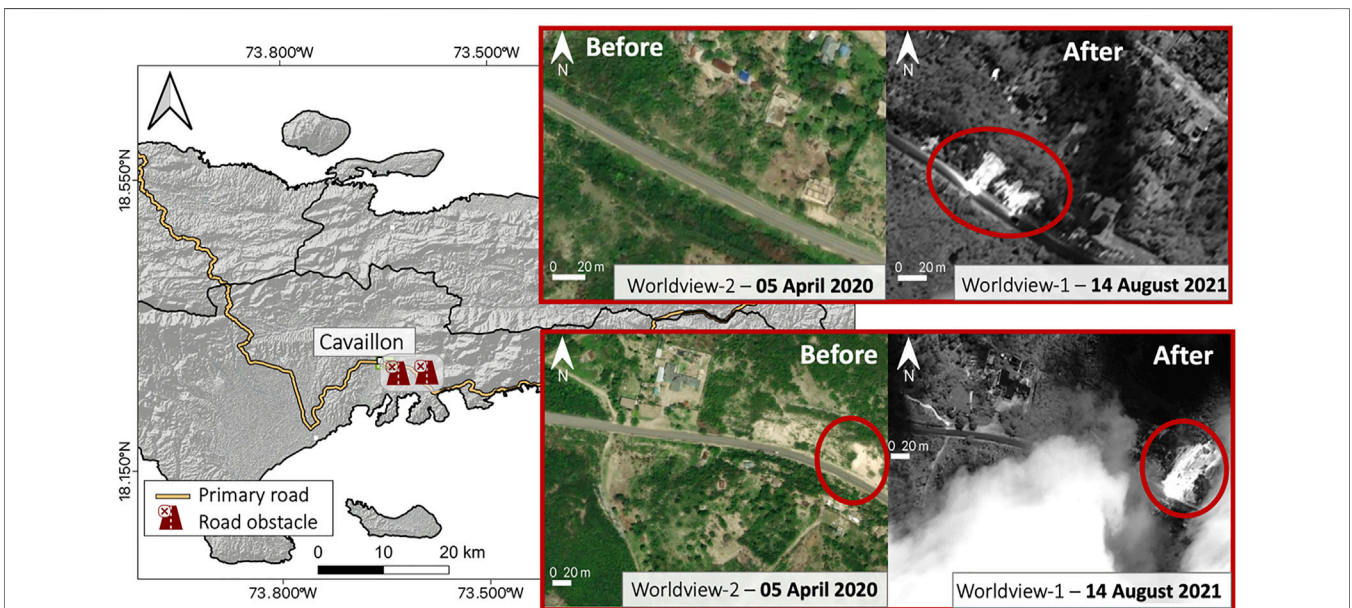 73.800°W
73.500°W
18.550°N
18.150°N
Cavaillon
Primary road
Road obstacle
0 10 20 km
73.800°W
73.500°W
Before
N
0 20 m
Worldview-2 – 05 April 2020
After
N
0 20 m
Worldview-1 – 14 August 2021
Before
N
0 20 m
Worldview-2 – 05 April 2020
After
N
0 20 m
Worldview-1 – 14 August 2021